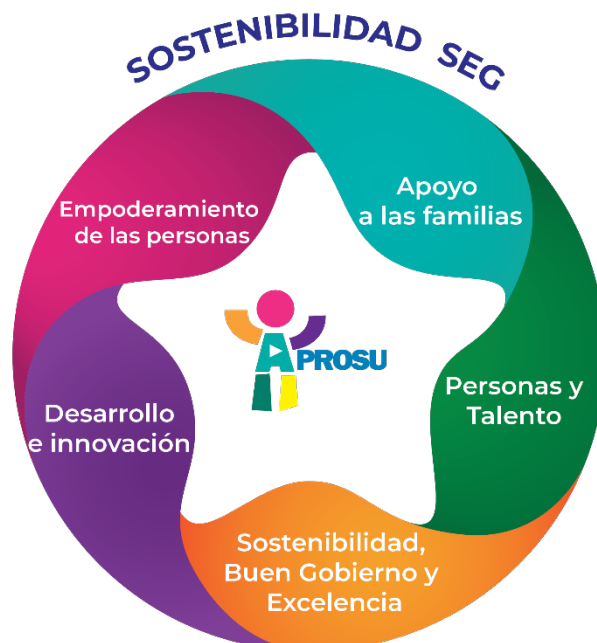 SOSTENIBILIDAD SEG
Empoderamiento
de las personas
Apoyo
a las familias
APROSU
Desarrollo
e innovación
Personas y
Talento
Sostenibilidad,
Buen Gobierno y
Excelencia